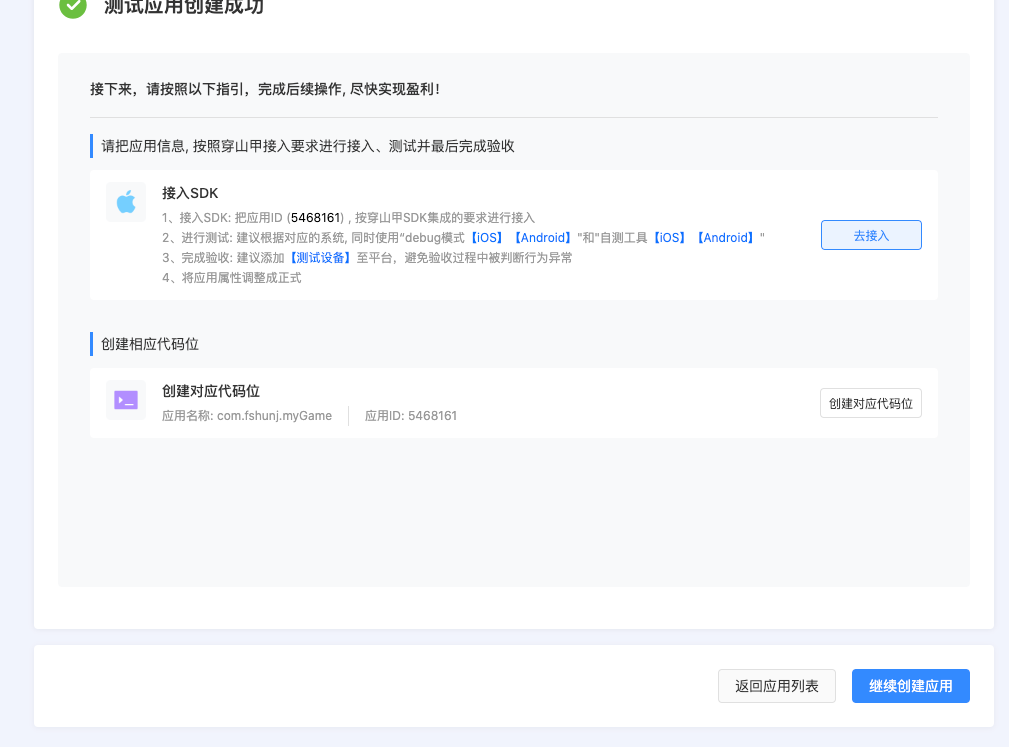 测试应用创建成功
接下来，请按照以下指引，完成后续操作, 尽快实现盈利！
请把应用信息, 按照穿山甲接入要求进行接入、测试并最后完成验收
接入SDK
1、接入SDK: 把应用ID (5468161) , 按穿山甲SDK集成的要求进行接入
2、进行测试: 建议根据对应的系统, 同时使用“debug模式【iOS】【Android】"和"自测工具【iOS】【Android】"
3、完成验收: 建议添加【测试设备】至平台，避免验收过程中被判断行为异常
4、将应用属性调整成正式
去接入
创建相应代码位
创建对应代码位
应用名称: com.fshunj.myGame
应用ID: 5468161
创建对应代码位
返回应用列表
继续创建应用